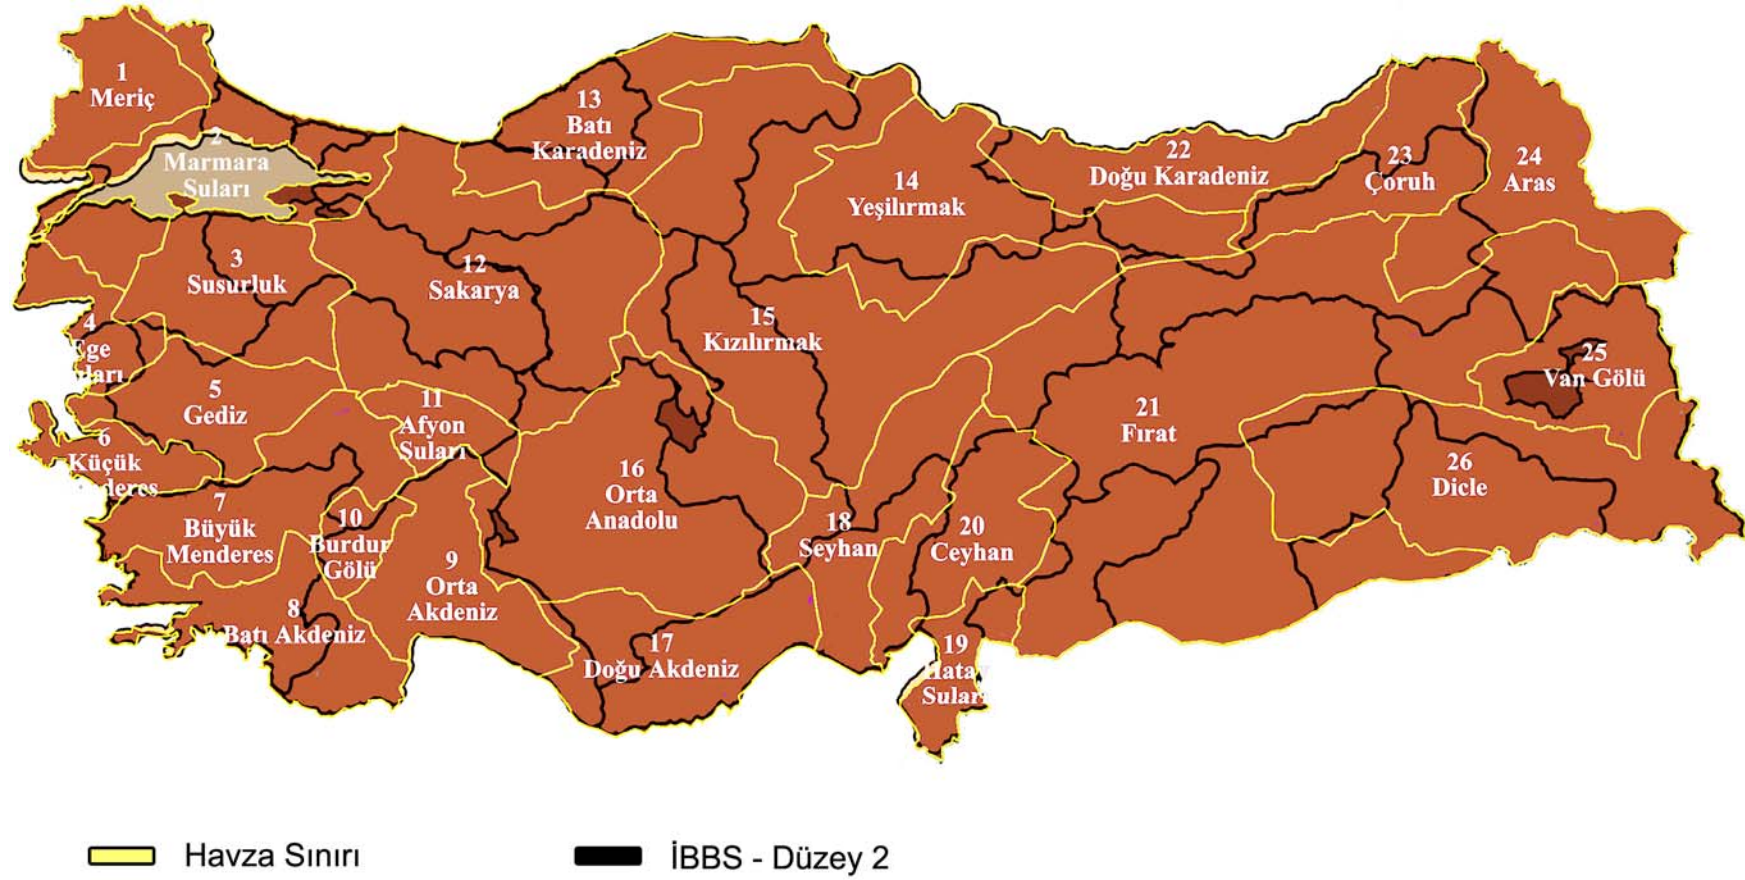 1
Meriç
2
Marmara
Suları
3
Susurluk
4
Ege
5
Gediz
6
Küçük
7
Büyük
Menderes
8
Batı Akdeniz
9
Orta
Akdeniz
10
Burdur
Gölü
11
Afyon
Suları
12
Sakarya
13
Batı
Karadeniz
14
Yeşilırmak
15
Kızılırmak
16
Orta
Anadolu
17
Doğu Akdeniz
18
Seyhan
19
Hatay
Suları
20
Ceyhan
21
Fırat
22
Doğu Karadeniz
23
Çoruh
24
Aras
25
Van Gölü
26
Dicle
Havza Sınırı
İBBS - Düzey 2